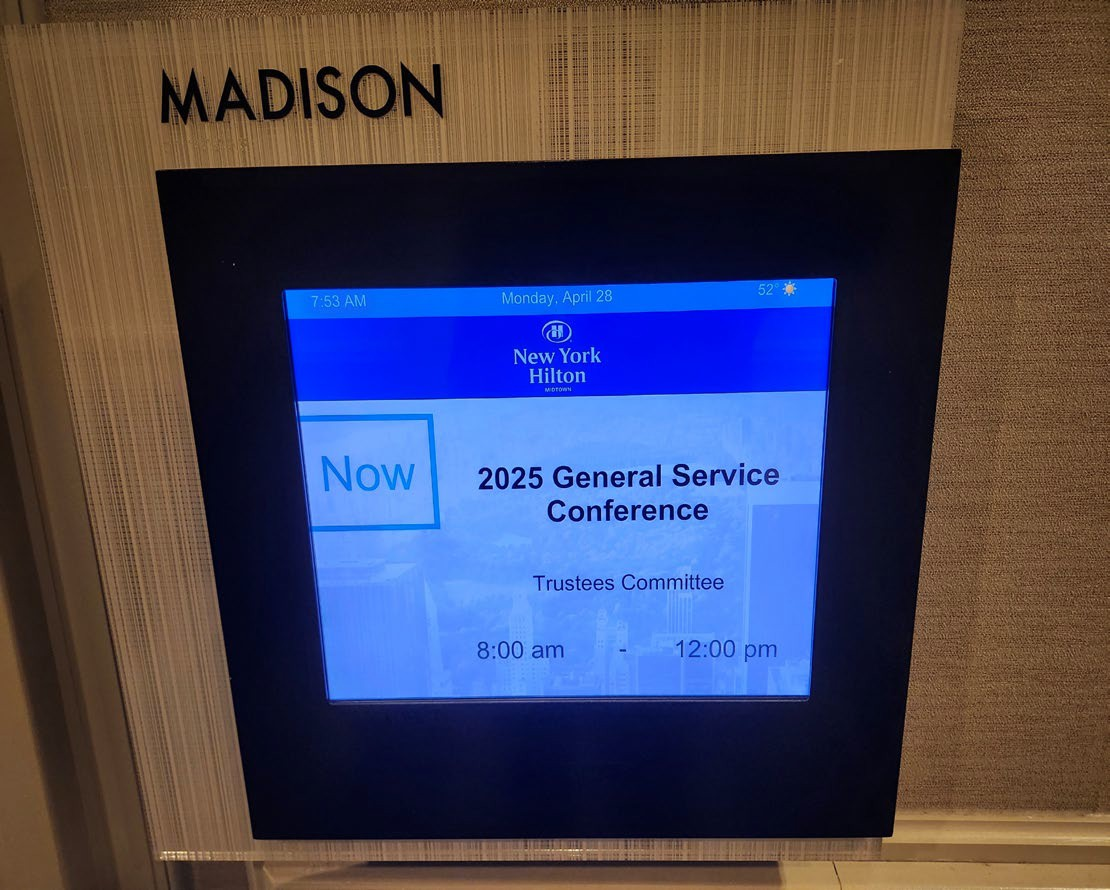 MADISON
7:53 AM Monday, April 28 52°
New York
Hilton
MIDTOWN
Now
2025 General Service
Conference
Trustees Committee
8:00 am - 12:00 pm